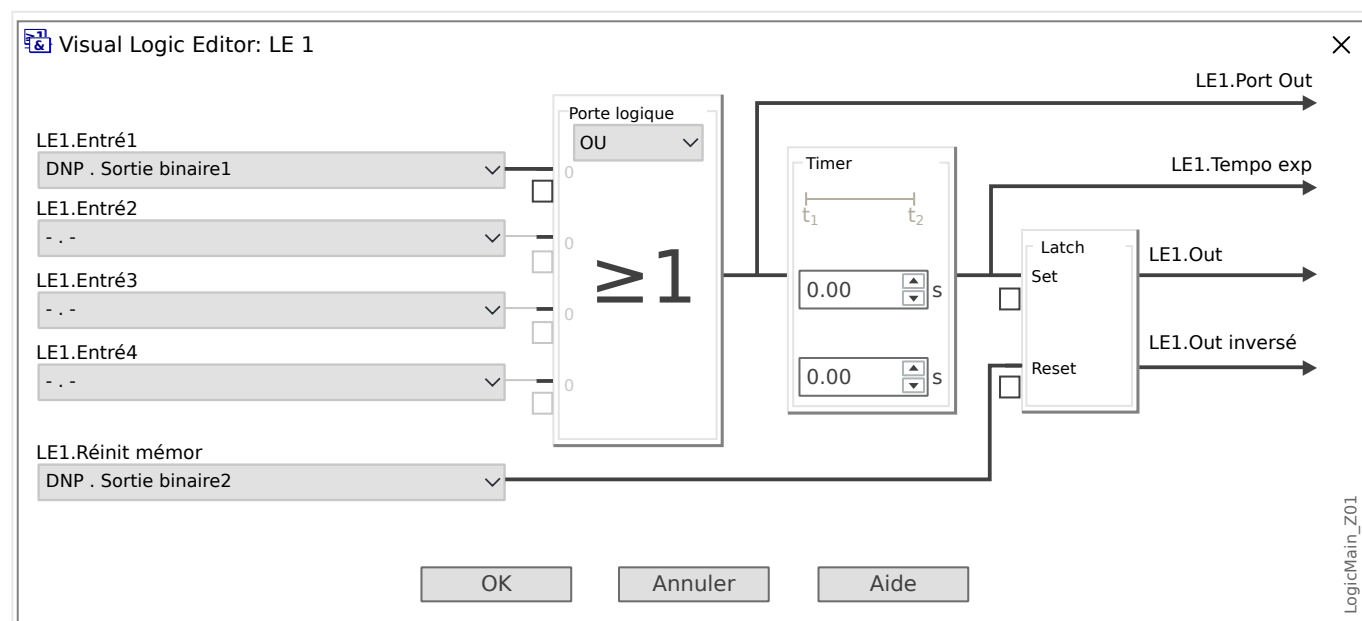 Visual Logic Editor: LE 1
LE1.Port Out
Porte logique
OU
LE1.Entré1
DNP . Sortie binaire1
0
LE1.Tempo exp
Timer
t1 t2
LE1.Entré2
- . -
0
≥1
Latch
LE1.Out
Set
LE1.Entré3
- . -
0
0.00 s
LE1.Out inversé
LE1.Entré4
- . -
0
0.00 s
Reset
LE1.Réinit mémor
DNP . Sortie binaire2
OK
Annuler
Aide
LogicMain_Z01